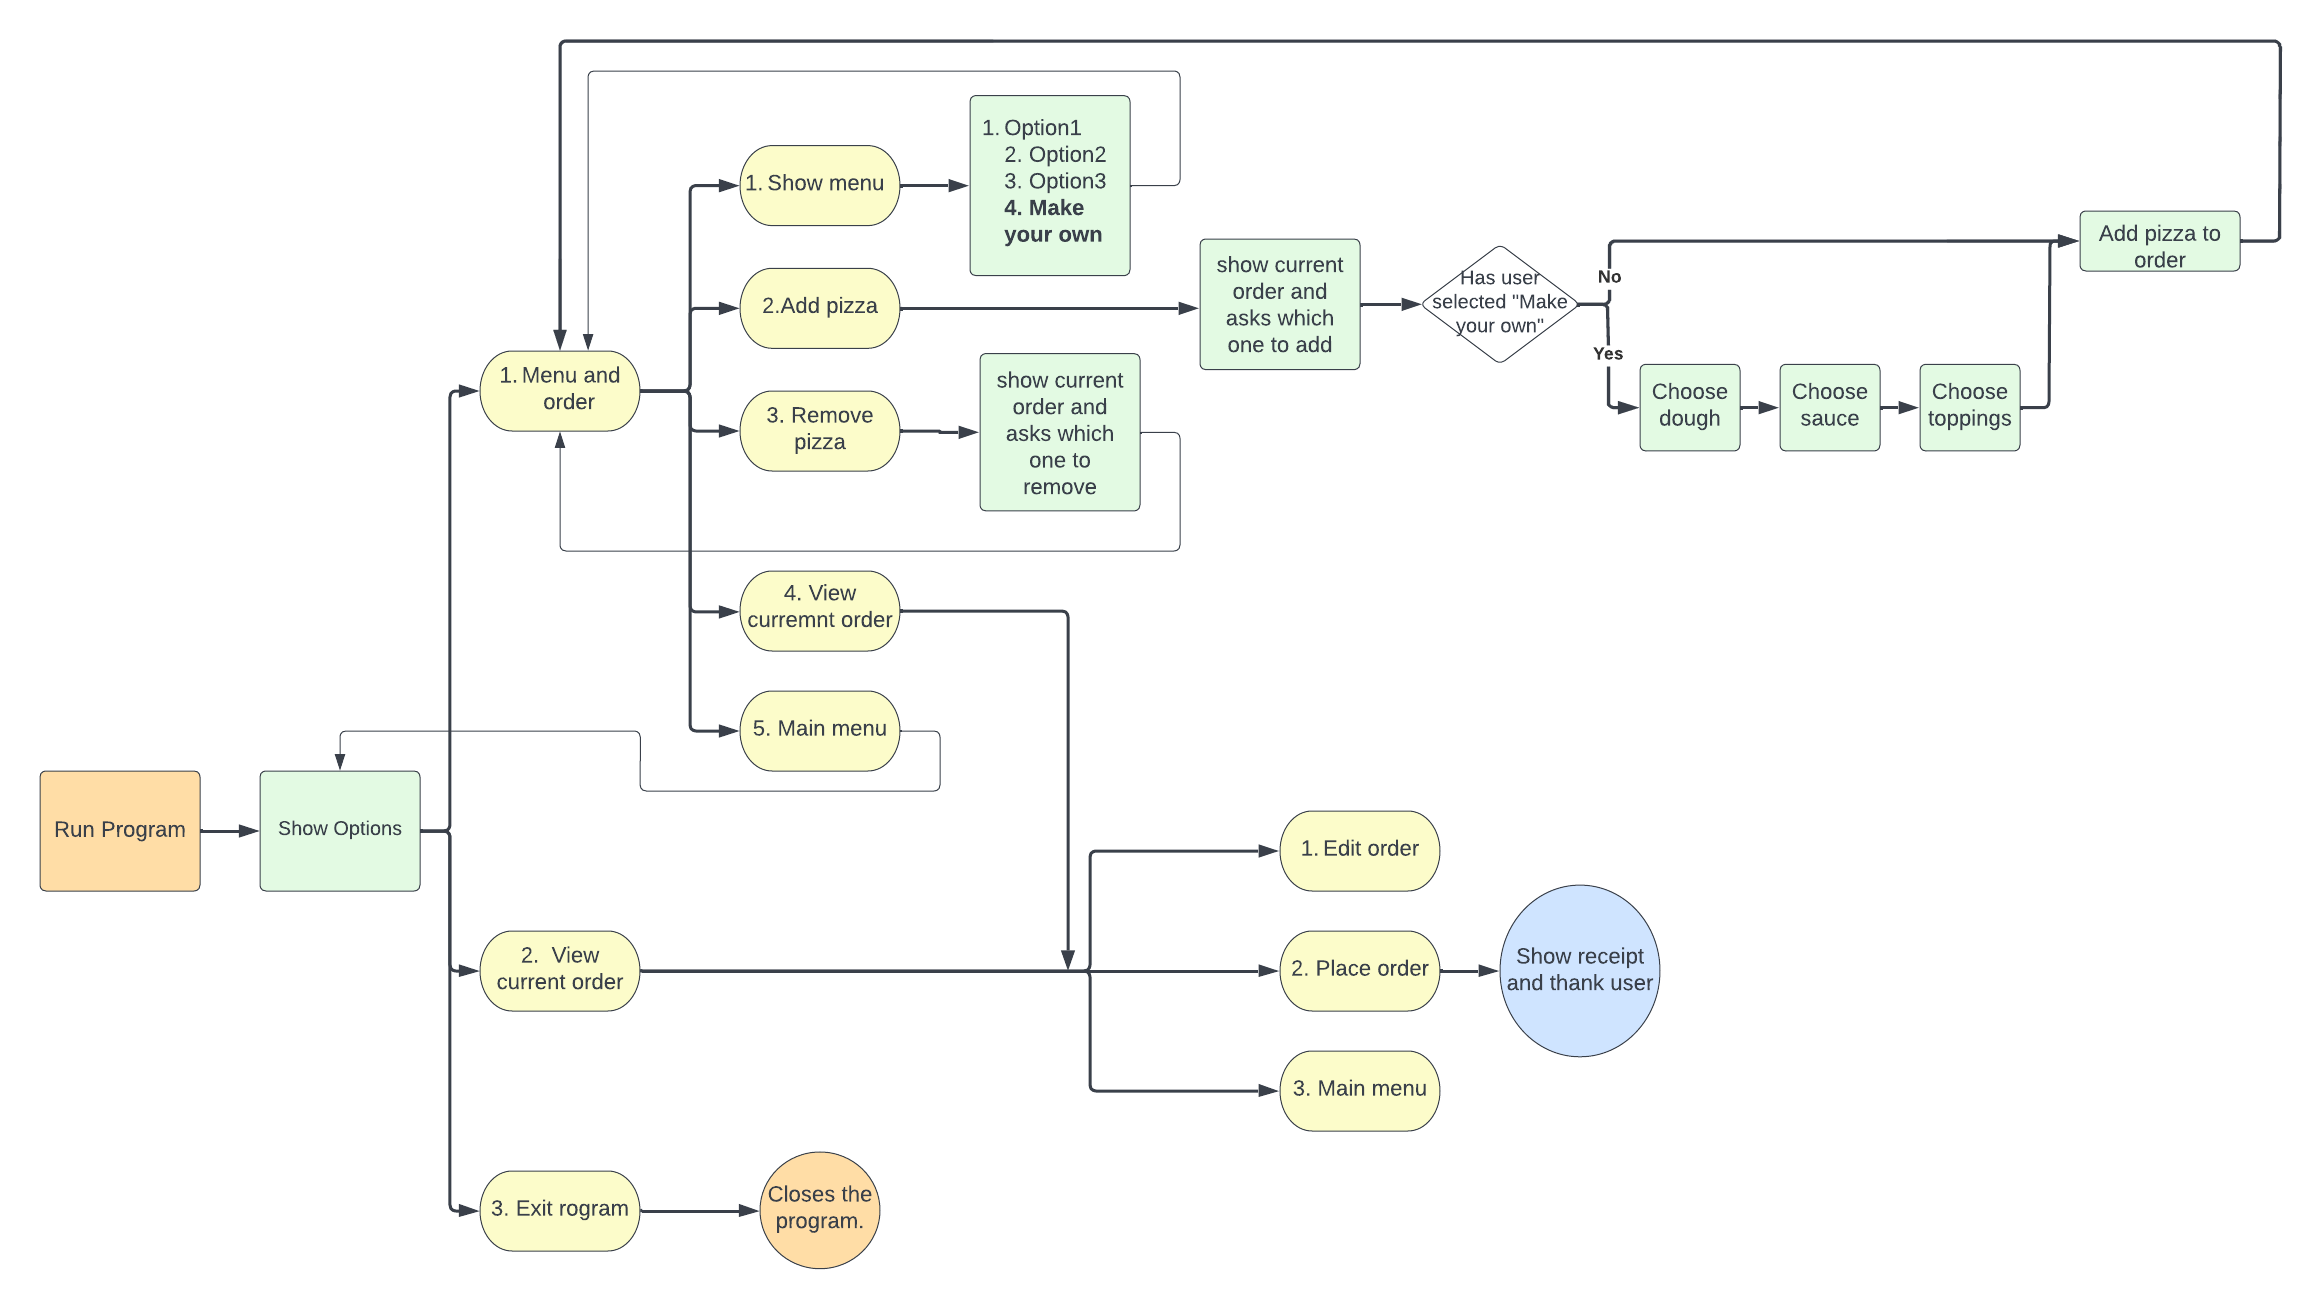 1. Option1
2. Option2
3. Option3
4. Make
your own
1. Show menu
2.Add pizza
show current
order and
asks which
one to add
Has user
selected "Make
your own"
No
Yes
Add pizza to
order
Choose
dough
Choose
sauce
Choose
toppings
1. Menu and
order
3. Remove
pizza
show current
order and
asks which
one to
remove
4. View
curremnt order
5. Main menu
Run Program
Show Options
1. Edit order
2. View
current order
2. Place order
Show receipt
and thank user
3. Main menu
3. Exit rogram
Closes the
program.